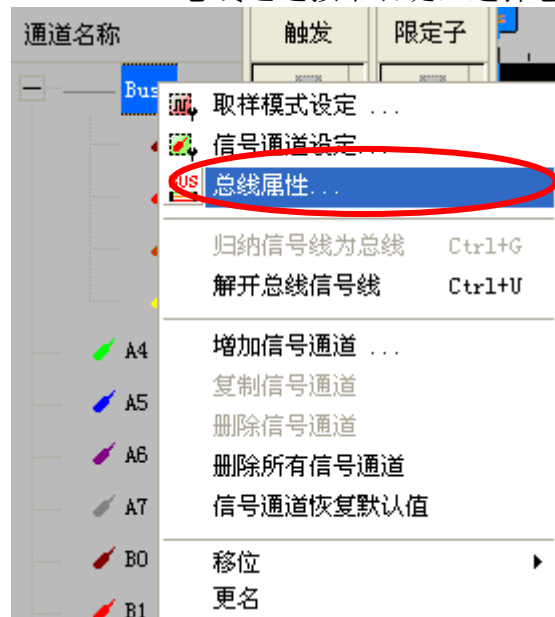 通道名称 触发 限定子
Bus
取样模式设定 ...
信号通道设定...
总线属性...
归纳信号线为总线 Ctrl+G
解开总线信号线 Ctrl+U
增加信号通道 ...
A4
复制信号通道
A5
删除信号通道
A6
删除所有信号通道
A7
信号通道恢复默认值
B0
移位
B1
更名